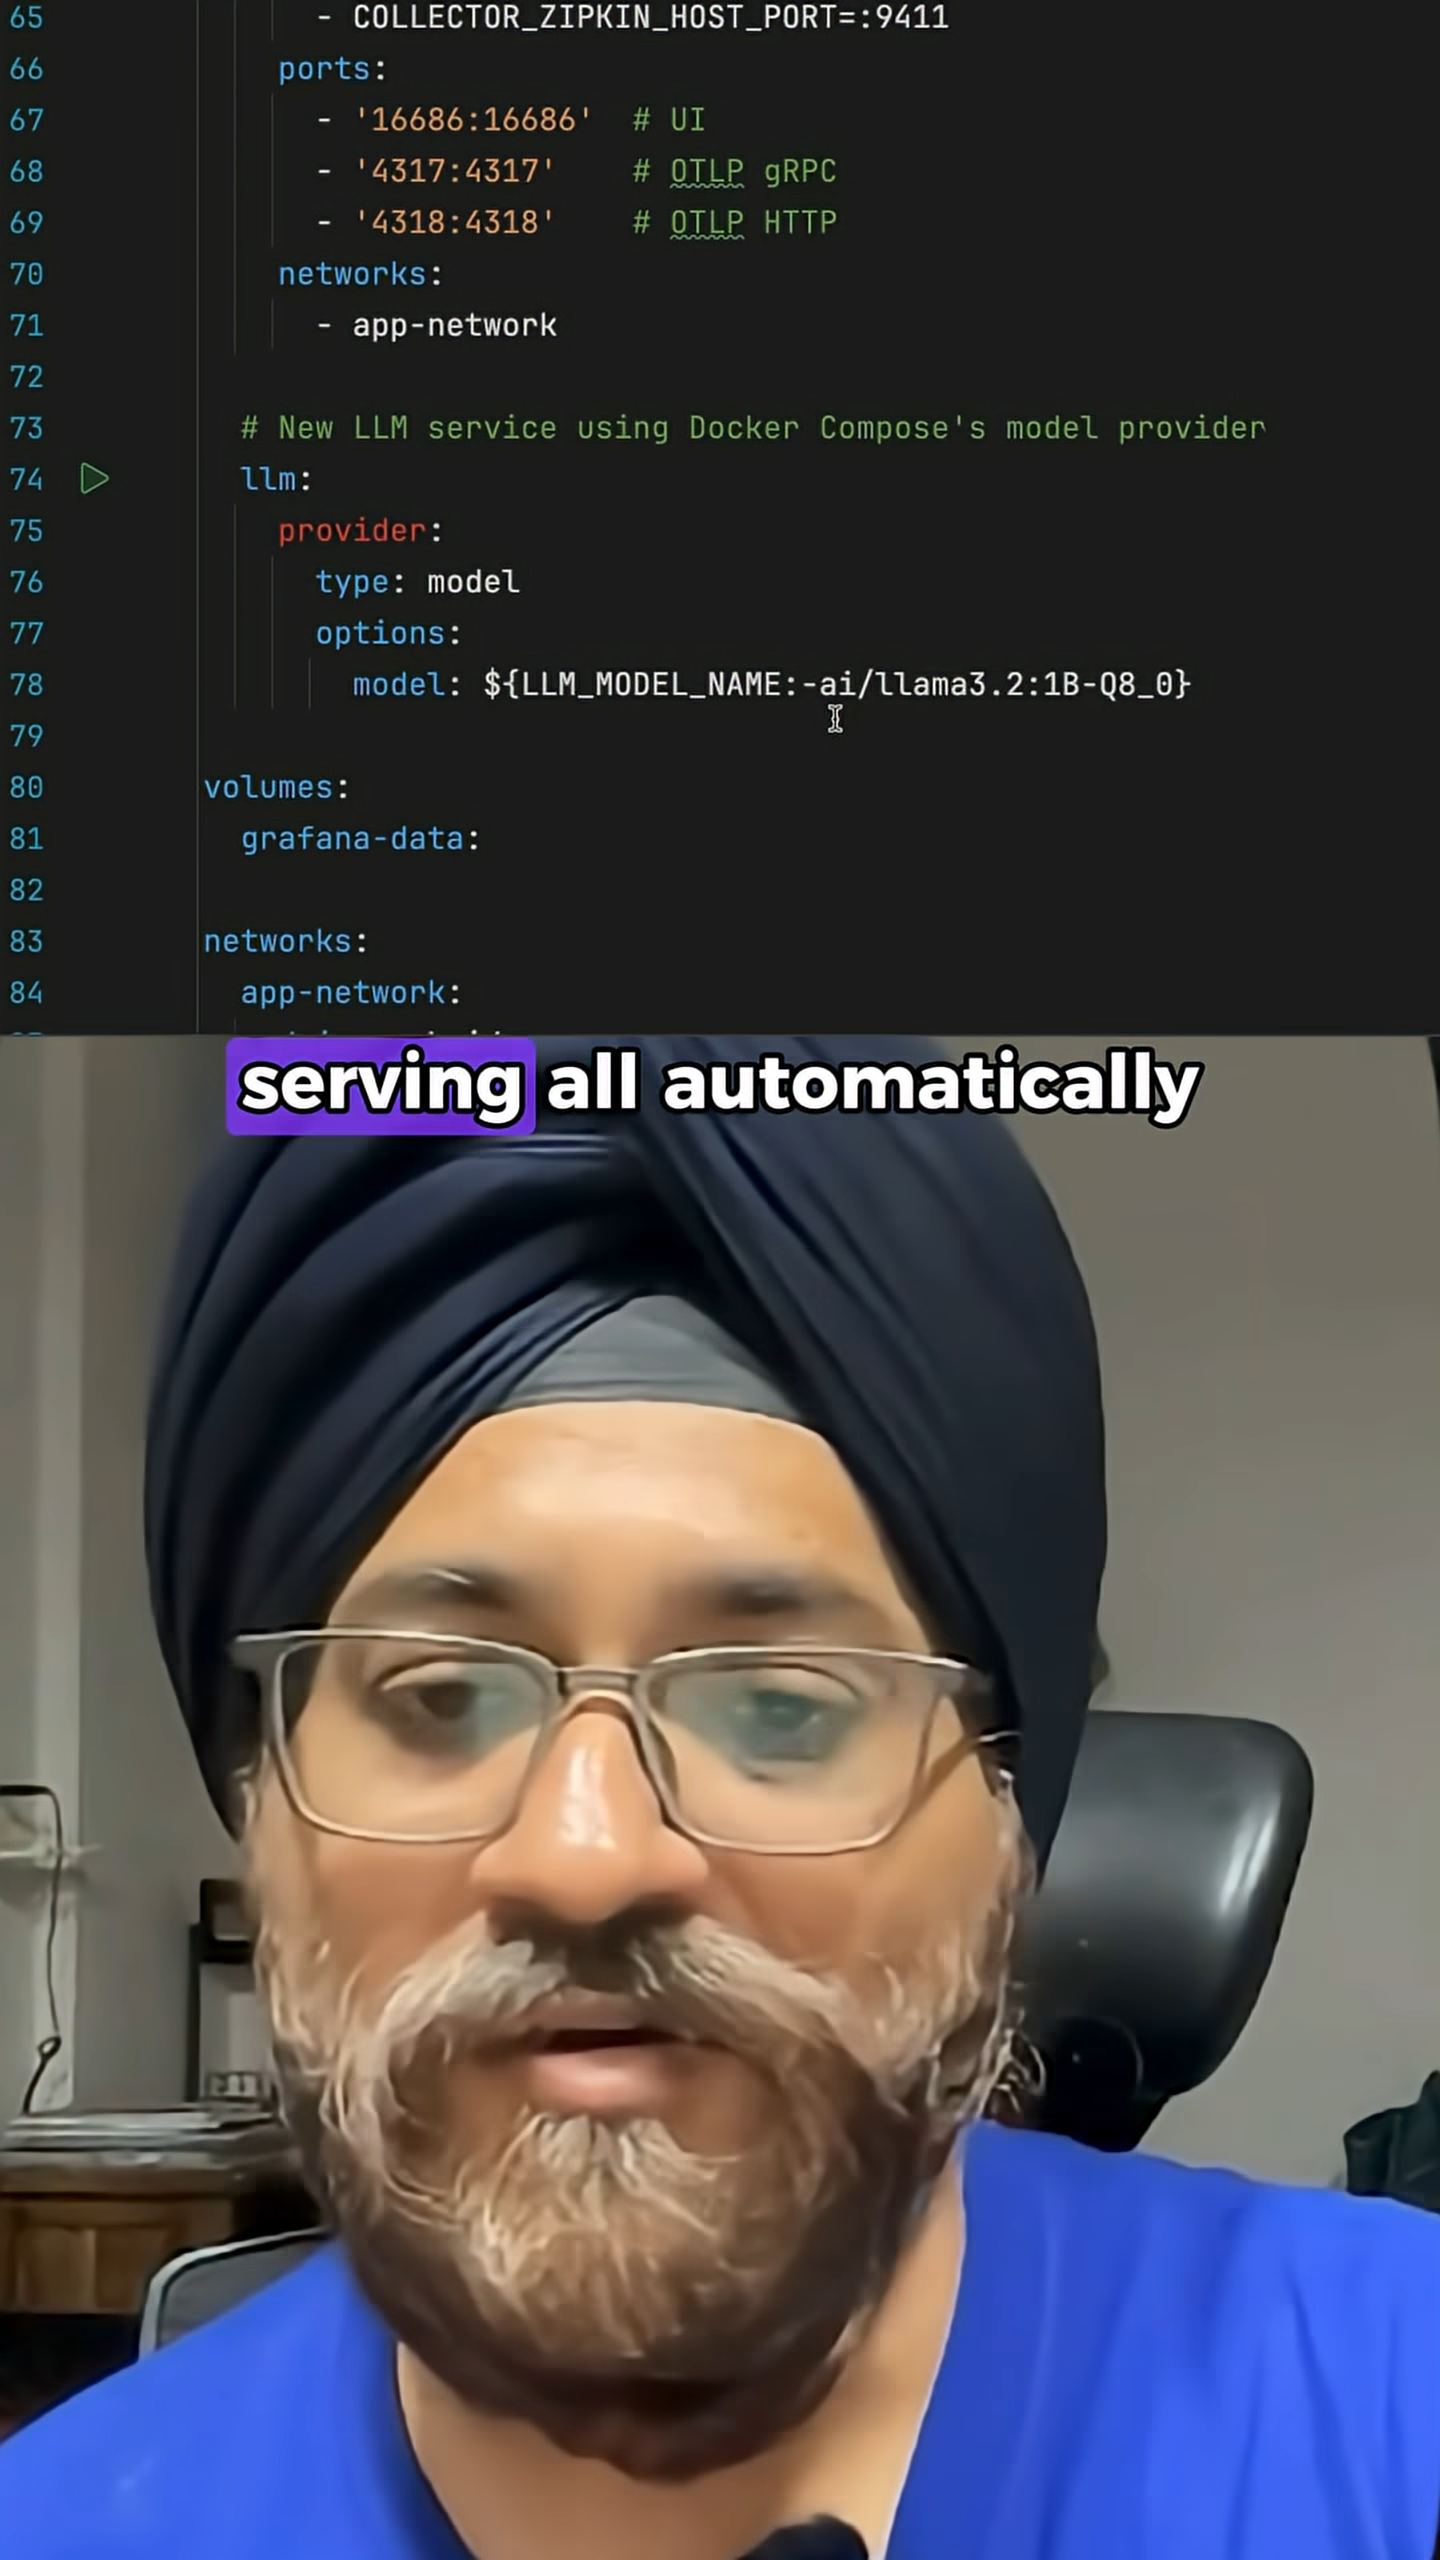 65 - COLLECTOR_ZIPKIN_HOST_PORT=:9411
66 ports:
67 - '16686:16686' # UI
68 - '4317:4317' # OTLP gRPC
69 - '4318:4318' # OTLP HTTP
70 networks:
71 - app-network
72
73 # New LLM service using Docker Compose's model provider
74 llm:
75 provider:
76 type: model
77 options:
78 model: ${LLM_MODEL_NAME:-ai/llama3.2:1B-Q8_0}
79
80 volumes:
81 grafana-data:
82
83 networks:
84 app-network:
serving all automatically